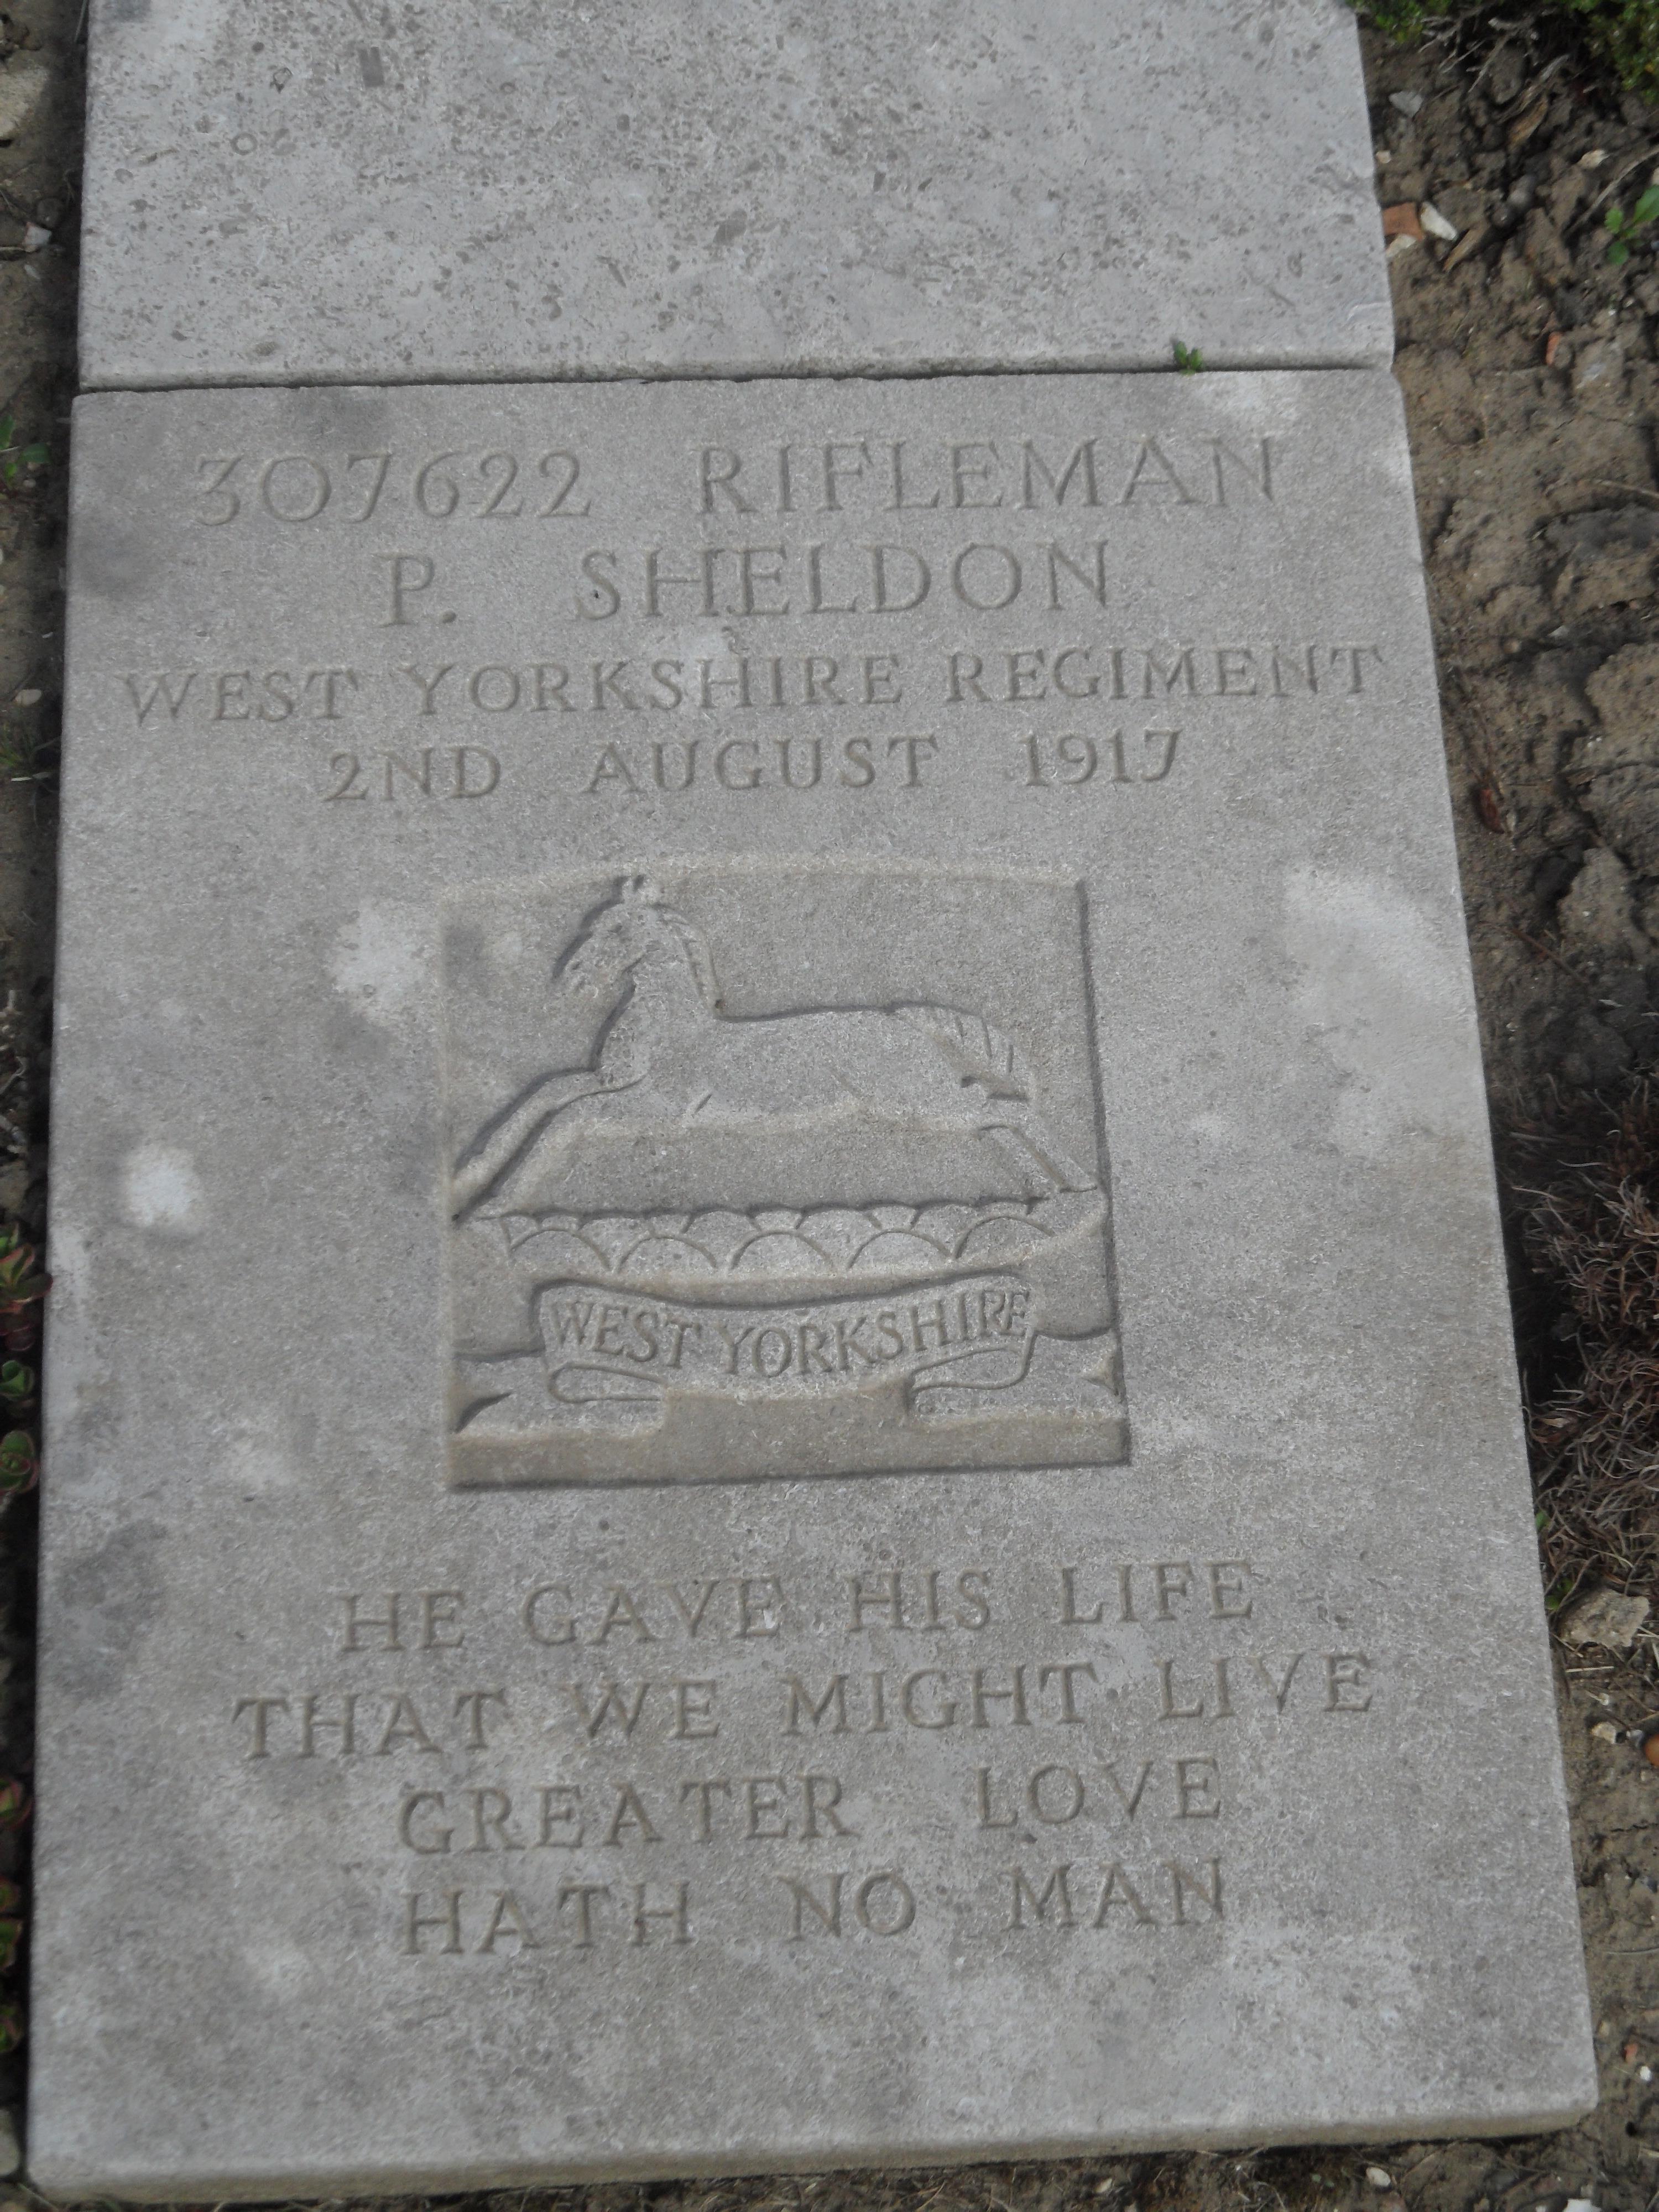 307622 RIFLEMAN
P. SHELDON
WEST YORKSHIRE REGIMENT
2ND AUGUST 1917
WEST YORKSHIRE
HE GAVE HIS LIFE
THAT WE MIGHT LIVE
GREATER LOVE
HATH NO MAN